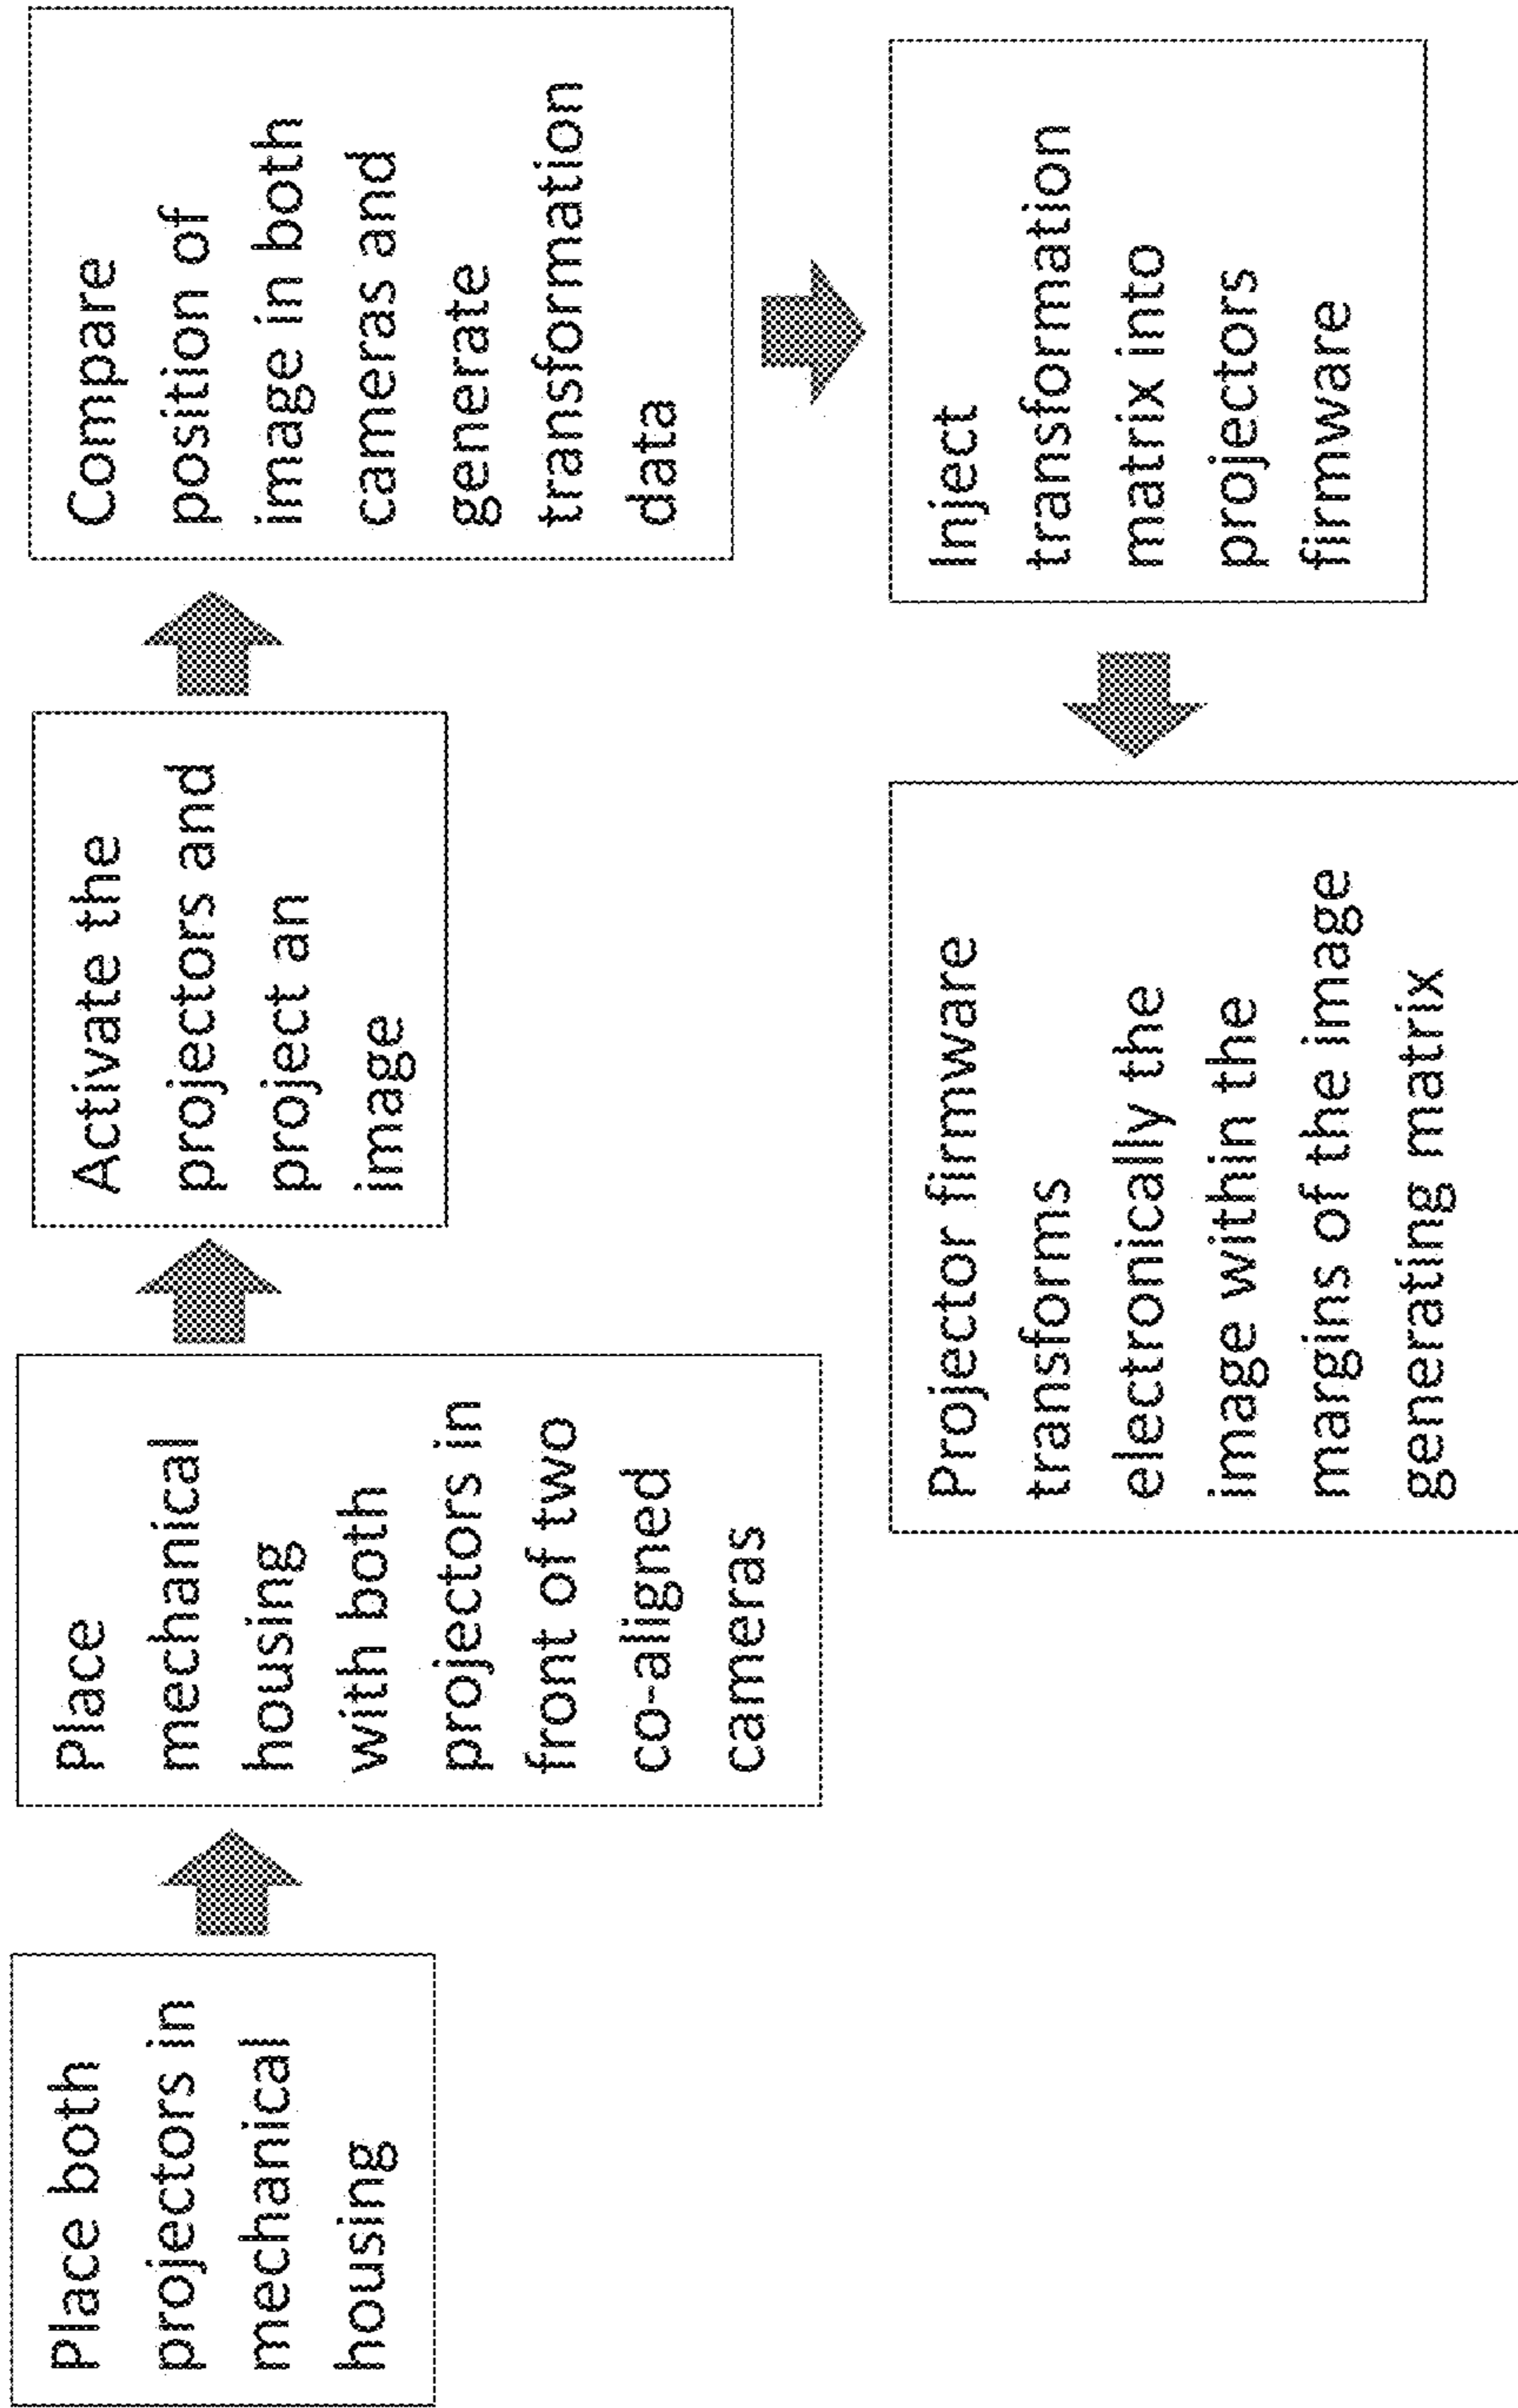 Place both
projectors in
mechanical
housing
Place
mechanical
housing
with both
projectors in
front of two
co-aligned
cameras
Activate the
projectors and
project an
image
Compare
position of
image in both
cameras and
generate
transformation
data
Inject
transformation
matrix into
projectors
firmware
Projector firmware
transforms
electronically the
image within the
margins of the image
generating matrix